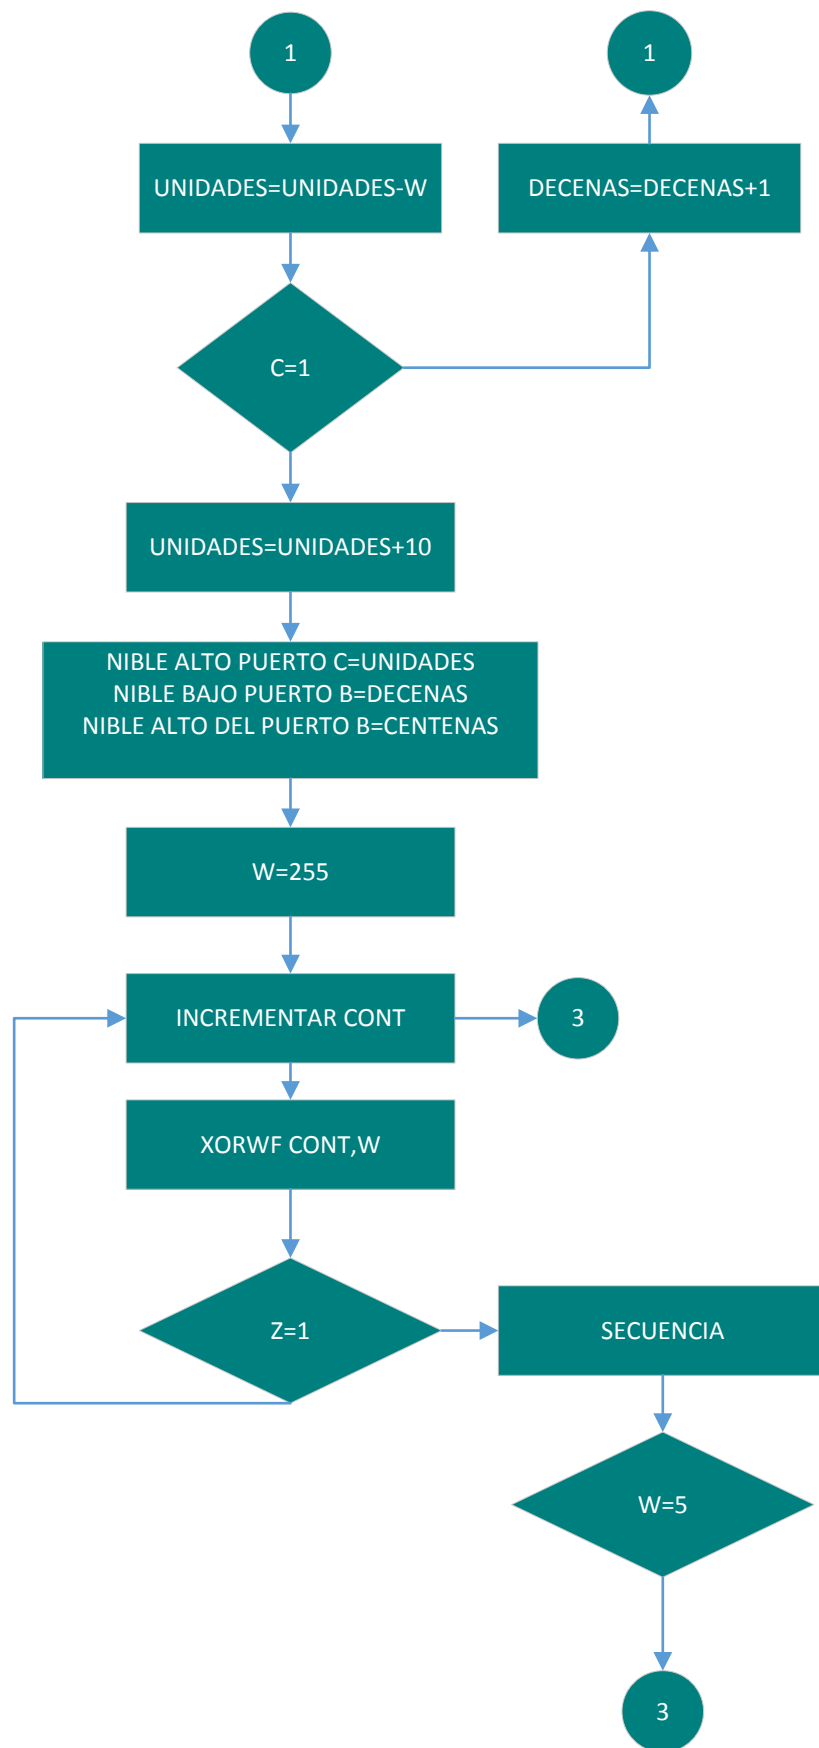 1
1
UNIDADES=UNIDADES-W
DECENAS=DECENAS+1
C=1
UNIDADES=UNIDADES+10
NIBLE ALTO PUERTO C=UNIDADES
NIBLE BAJO PUERTO B=DECENAS
NIBLE ALTO DEL PUERTO B=CENTENAS
W=255
INCREMENTAR CONT
3
XORWF CONT,W
Z=1
SECUENCIA
W=5
3